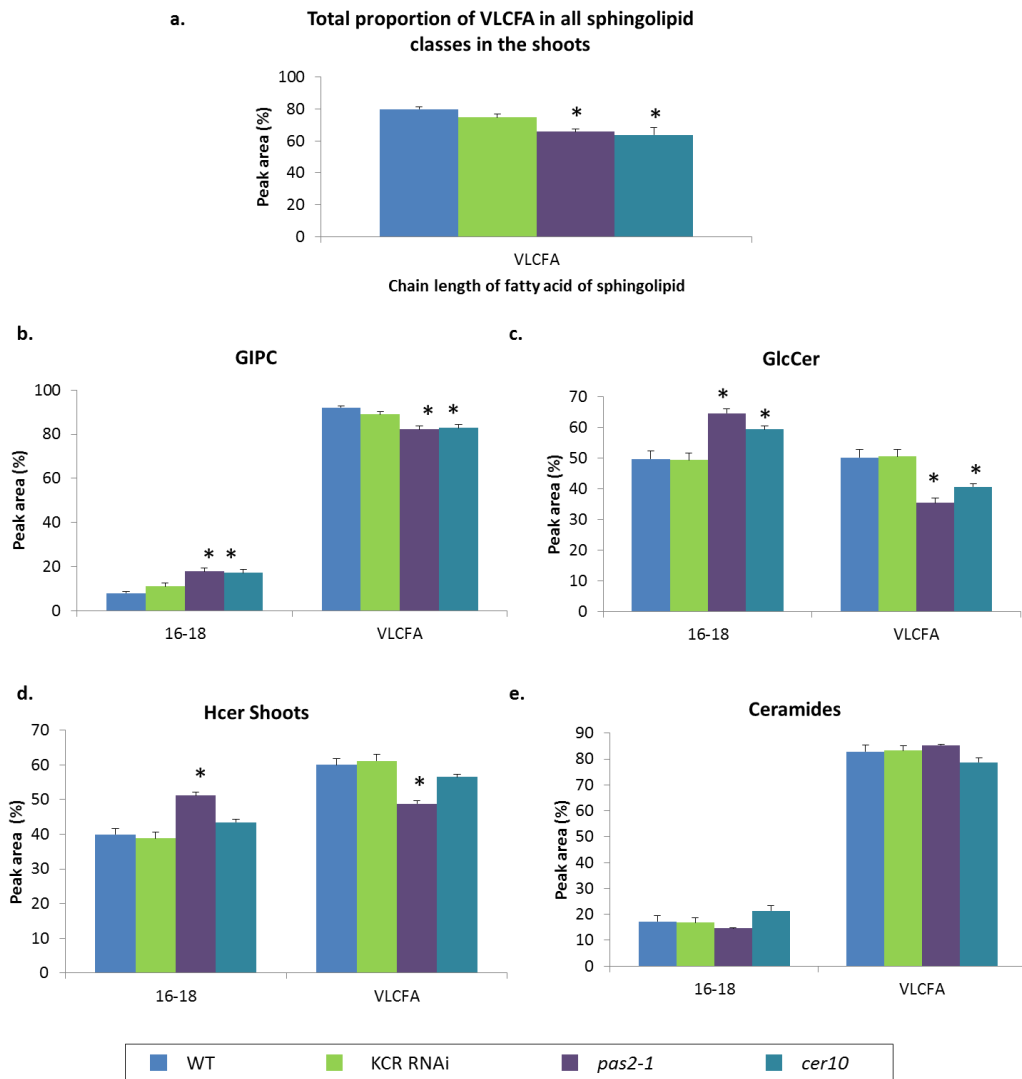 a.
Total proportion of VLCFA in all sphingolipid
classes in the shoots
Peak area (%)
100
80
60
40
20
0
* *
VLCFA
Chain length of fatty acid of sphingolipid
b.
GIPC
Peak area (%)
100
80
60
40
20
0
* *
* *
16-18 VLCFA
c.
GlcCer
Peak area (%)
70
60
50
40
30
20
10
0
* *
* *
16-18 VLCFA
d.
Hcer Shoots
Peak area (%)
70
60
50
40
30
20
10
0
*
*
16-18 VLCFA
e.
Ceramides
Peak area (%)
90
80
70
60
50
40
30
20
10
0
16-18 VLCFA
WT KCR RNAi pas2-1 cer10